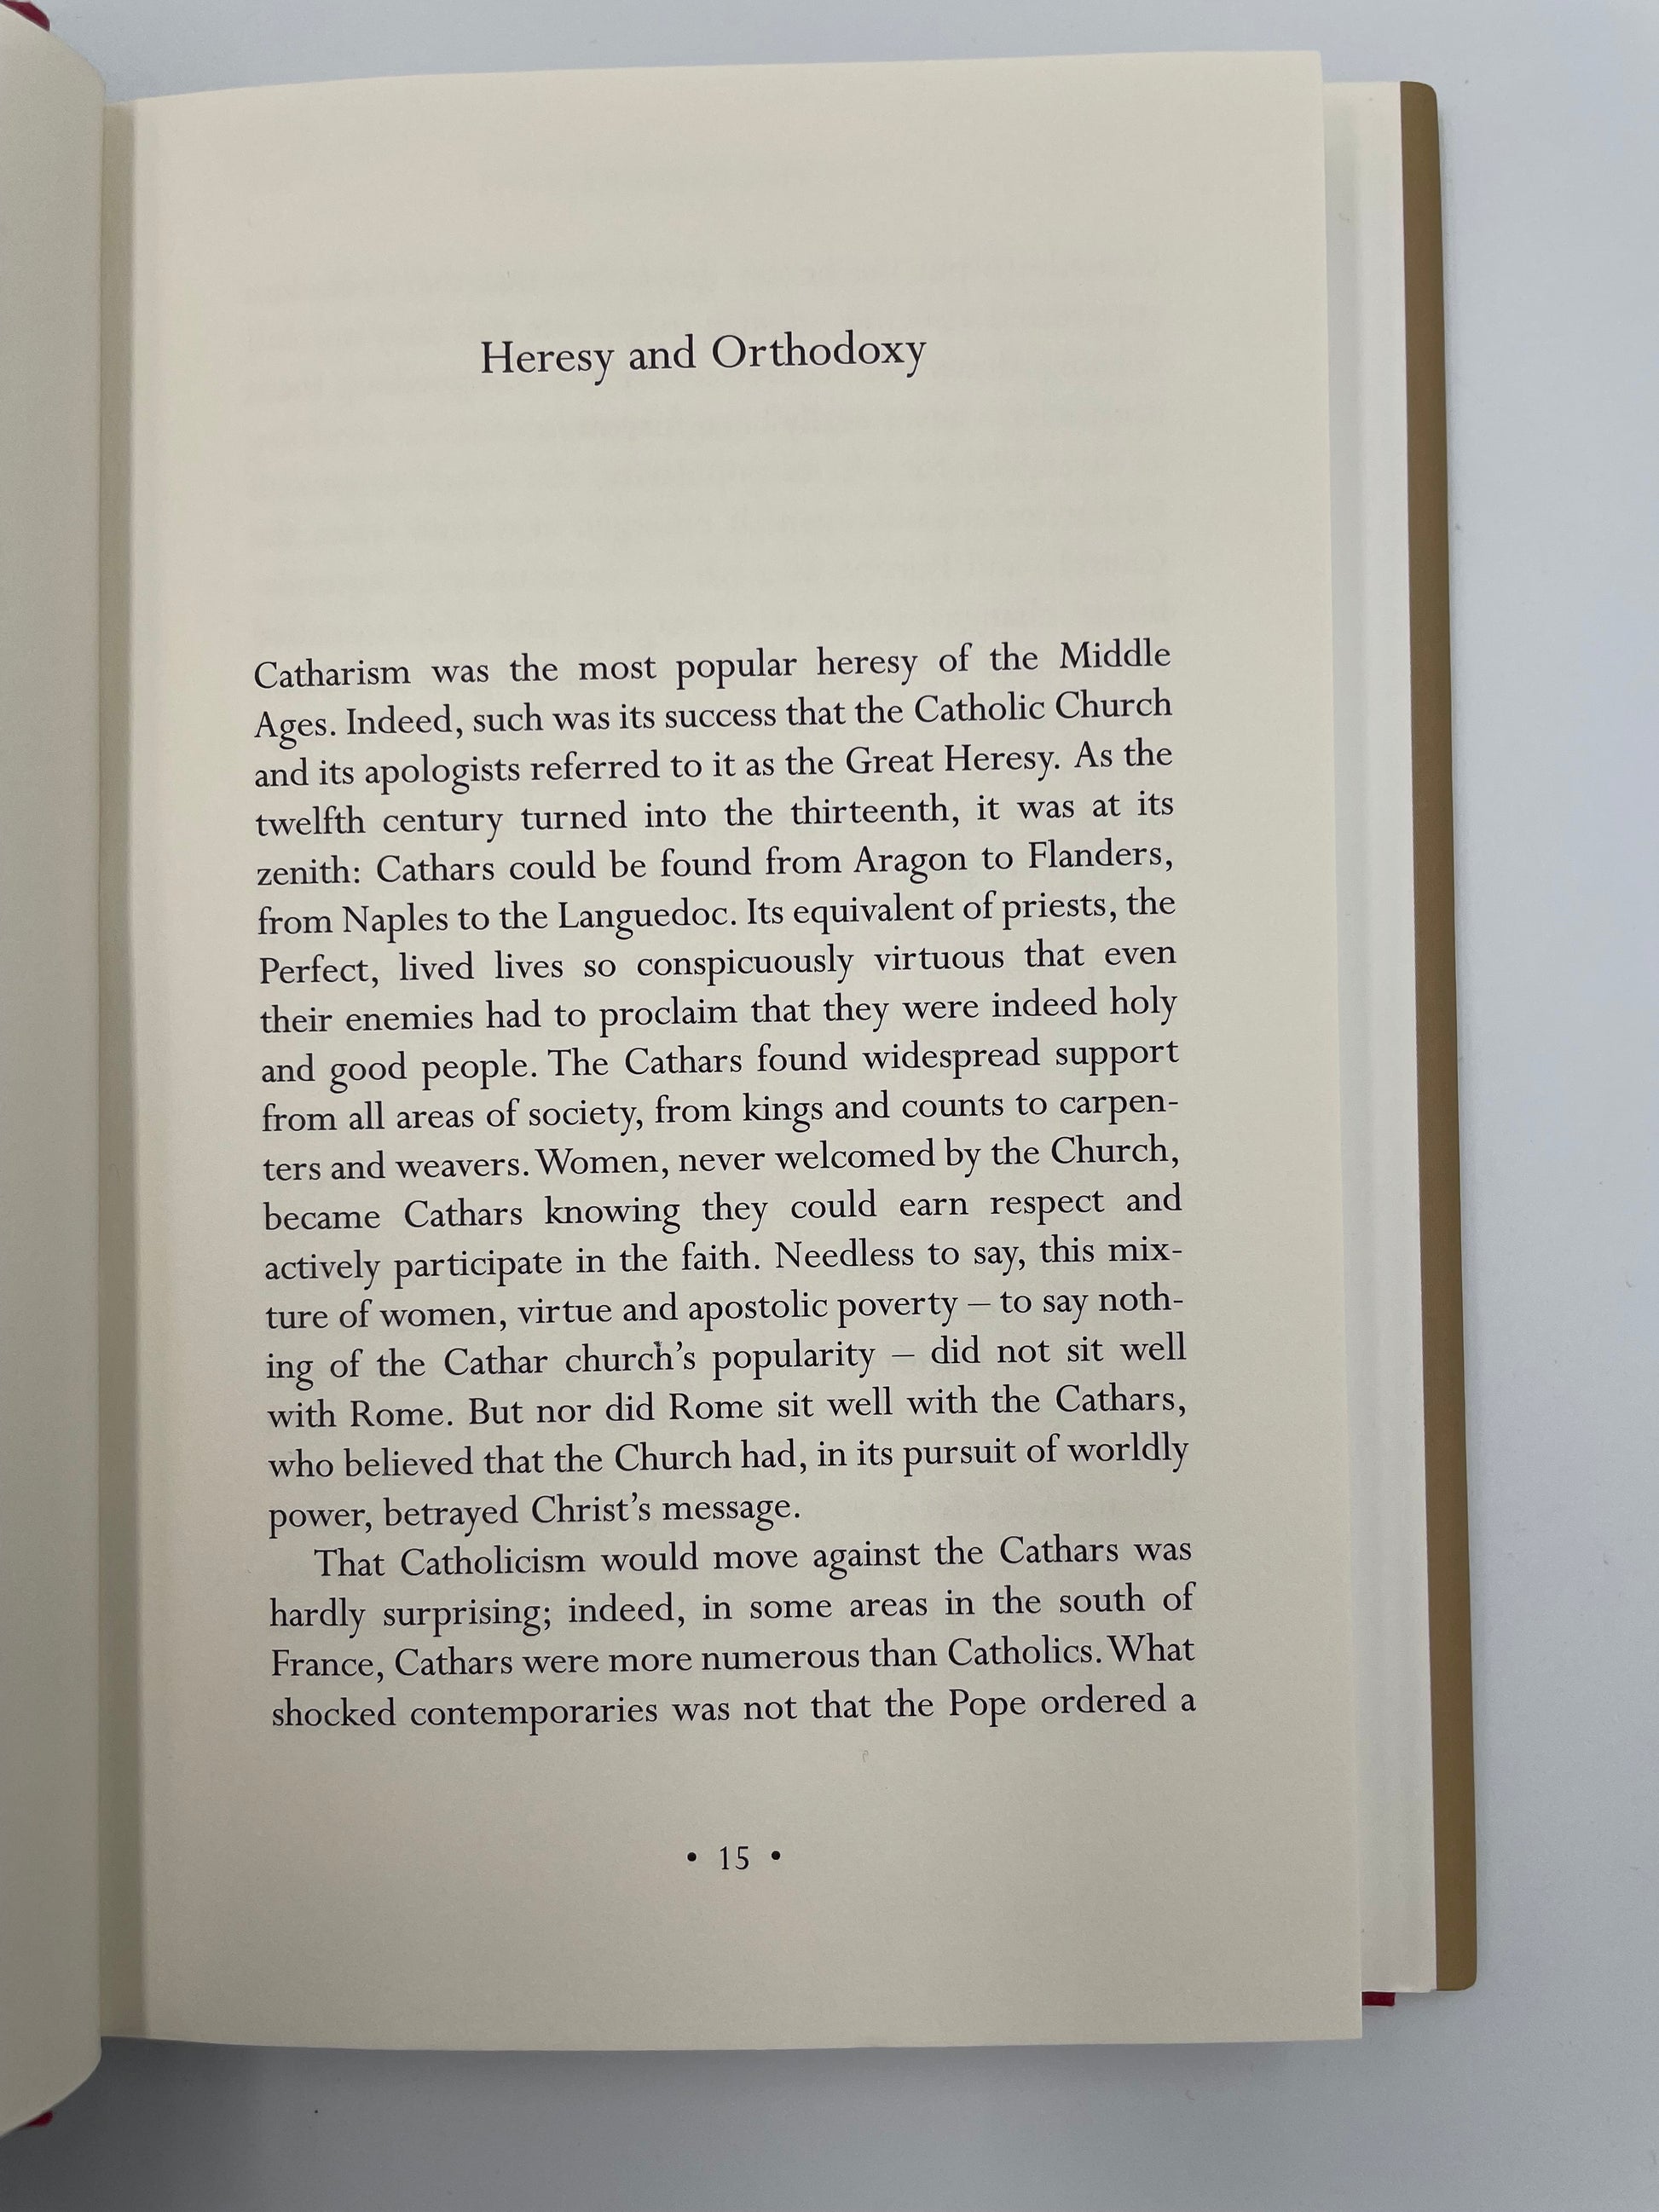 Heresy and Orthodoxy
Catharism was the most popular heresy of the Middle
Ages. Indeed, such was its success that the Catholic Church
and its apologists referred to it as the Great Heresy. As the
twelfth century turned into the thirteenth, it was at its
zenith: Cathars could be found from Aragon to Flanders,
from Naples to the Languedoc. Its equivalent of priests, the
Perfect, lived lives so conspicuously virtuous that even
their enemies had to proclaim that they were indeed holy
and good people. The Cathars found widespread support
from all areas of society, from kings and counts to carpen-
ters and weavers. Women, never welcomed by the Church,
became Cathars knowing they could earn respect and
actively participate in the faith. Needless to say, this mix-
ture of women, virtue and apostolic poverty – to say noth-
ing of the Cathar church’s popularity – did not sit well
with Rome. But nor did Rome sit well with the Cathars,
who believed that the Church had, in its pursuit of worldly
power, betrayed Christ’s message.
That Catholicism would move against the Cathars was
hardly surprising; indeed, in some areas in the south of
France, Cathars were more numerous than Catholics. What
shocked contemporaries was not that the Pope ordered a
• 15 •